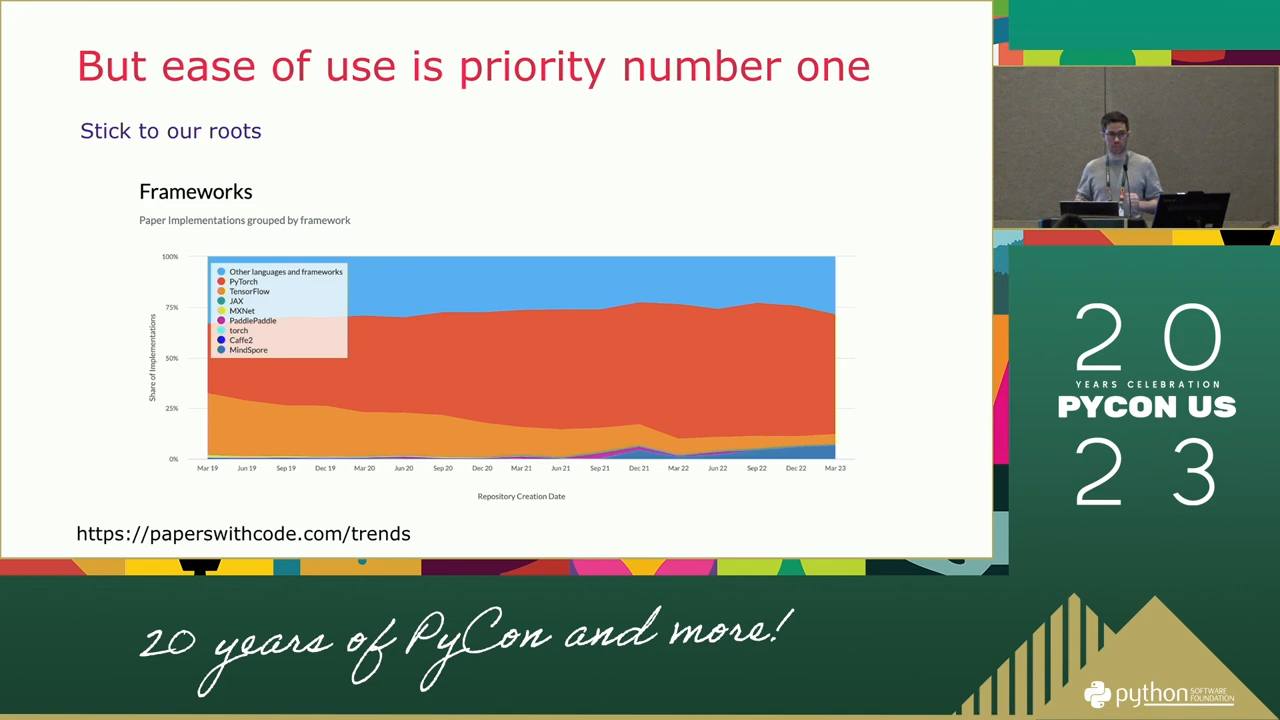 But ease of use is priority number one
Stick to our roots
Frameworks
Paper Implementations grouped by framework
100%
75%
50%
25%
0%
Share of Implementations
Other languages and frameworks
PyTorch
TensorFlow
JAX
MXNet
PaddlePaddle
torch
Caffe2
MindSpore
Mar 19 Jun 19 Sep 19 Dec 19 Mar 20 Jun 20 Sep 20 Dec 20 Mar 21 Jun 21 Sep 21 Dec 21 Mar 22 Jun 22 Sep 22 Dec 22 Mar 23
Repository Creation Date
https://paperswithcode.com/trends
20
YEARS CELEBRATION
PYCON US
23
20 years of PyCon and more!
python SOFTWARE
FOUNDATION